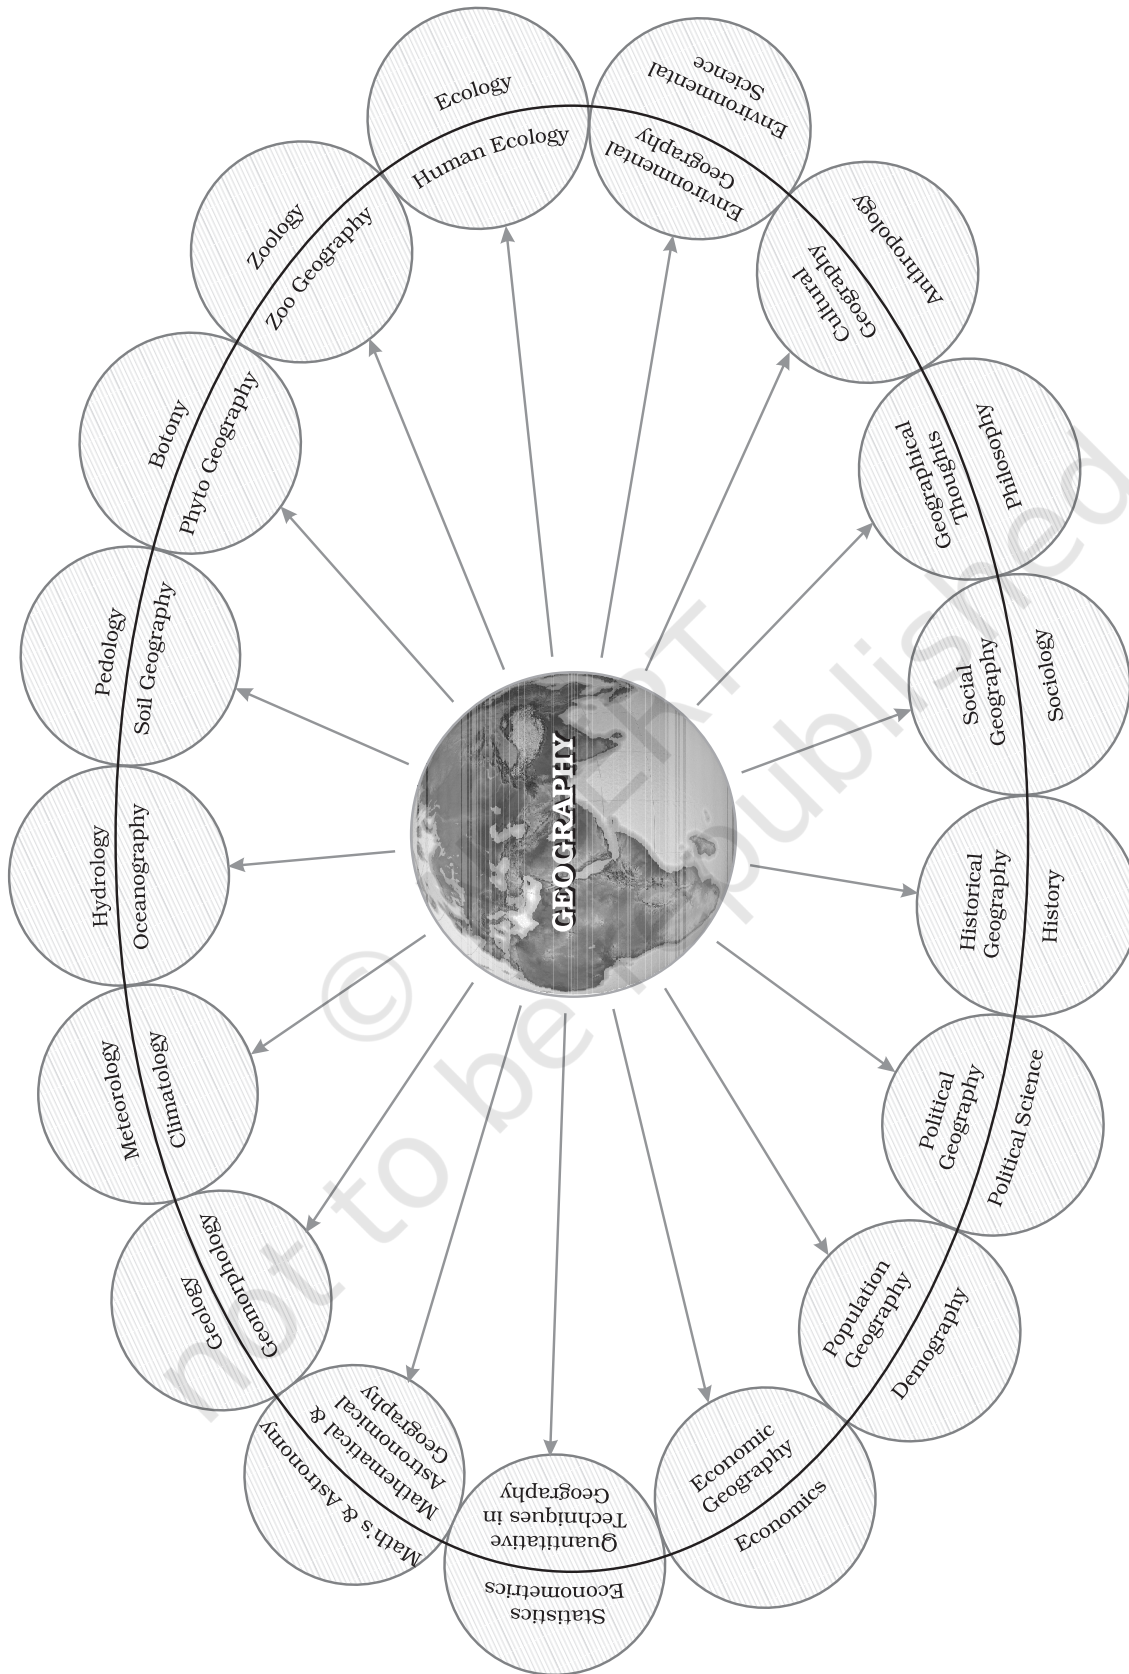 GEOGRAPHY
Ecology
Human Ecology
Environmental
Science
Environmental
Geography
Anthropology
Cultural
Geography
Philosophy
Geographical
Thoughts
Social
Geography
Sociology
Historical
Geography
History
Political
Geography
Political Science
Population
Geography
Demography
Economic
Geography
Economics
Quantitative
Techniques in
Geography
Statistics
Econometrics
Mathematical &
Astronomical
Geography
Math's & Astronomy
Geology
Geomorphology
Meteorology
Climatology
Hydrology
Oceanography
Pedology
Soil Geography
Botony
Phyto Geography
Zoology
Zoo Geography
© NCERT
not to be republished